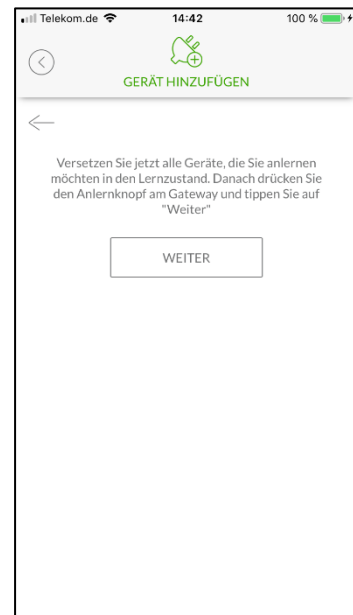 Telekom.de 14:42 100 %
GERÄT HINZUFÜGEN
Versetzen Sie jetzt alle Geräte, die Sie anlernen
möchten in den Lernzustand. Danach drücken Sie
den Anlernknopf am Gateway und tippen Sie auf
"Weiter"
WEITER